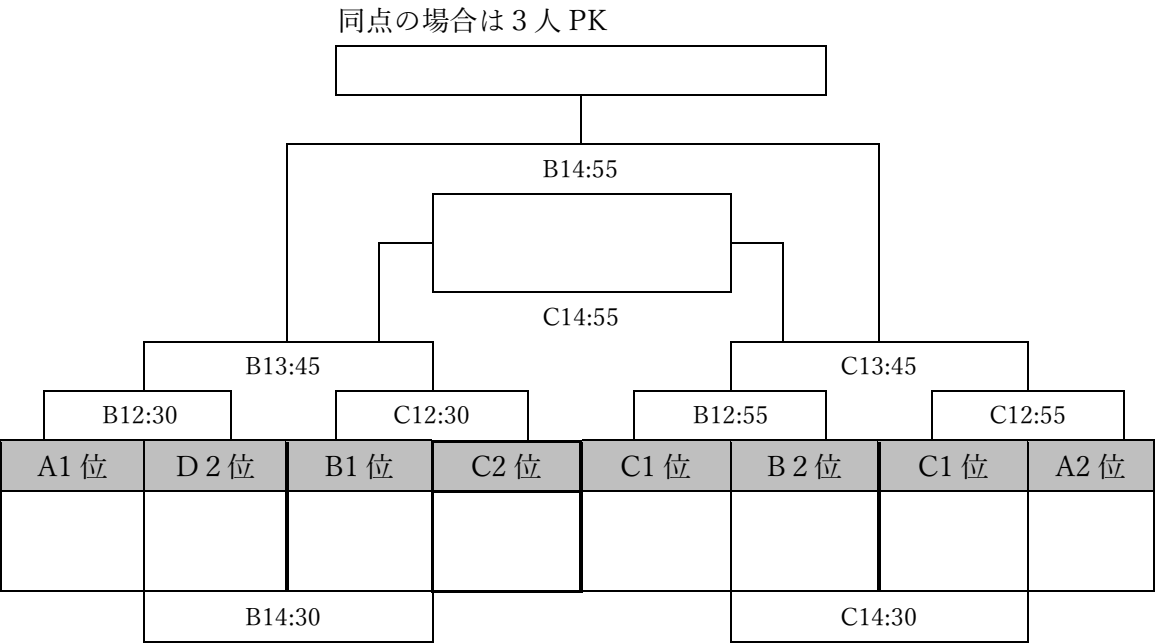 同点の場合は３人 PK
B14:55
C14:55
B13:45
C13:45
B12:30
C12:30
B12:55
C12:55
A1 位
D２位
B1 位
C2 位
C1 位
B２位
C1 位
A2 位
B14:30
C14:30